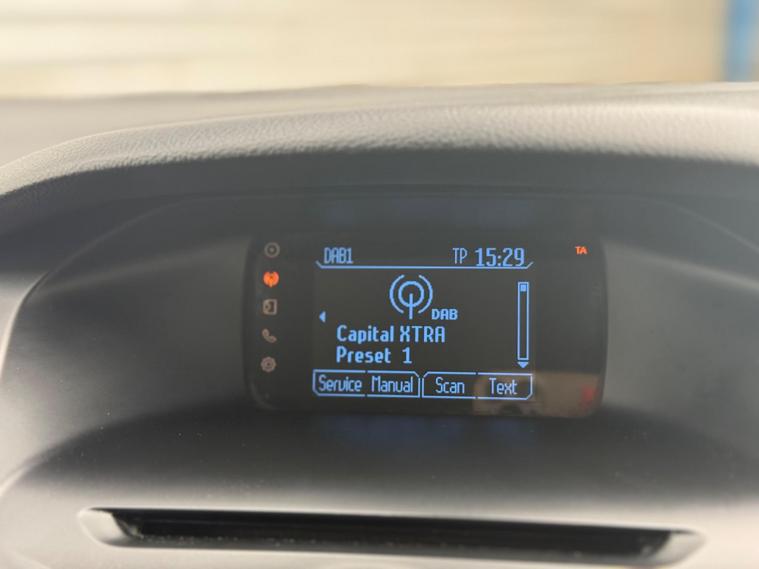 DAB1 TP 15:29 TA
DAB
Capital XTRA
Preset 1
Service Manual Scan Text